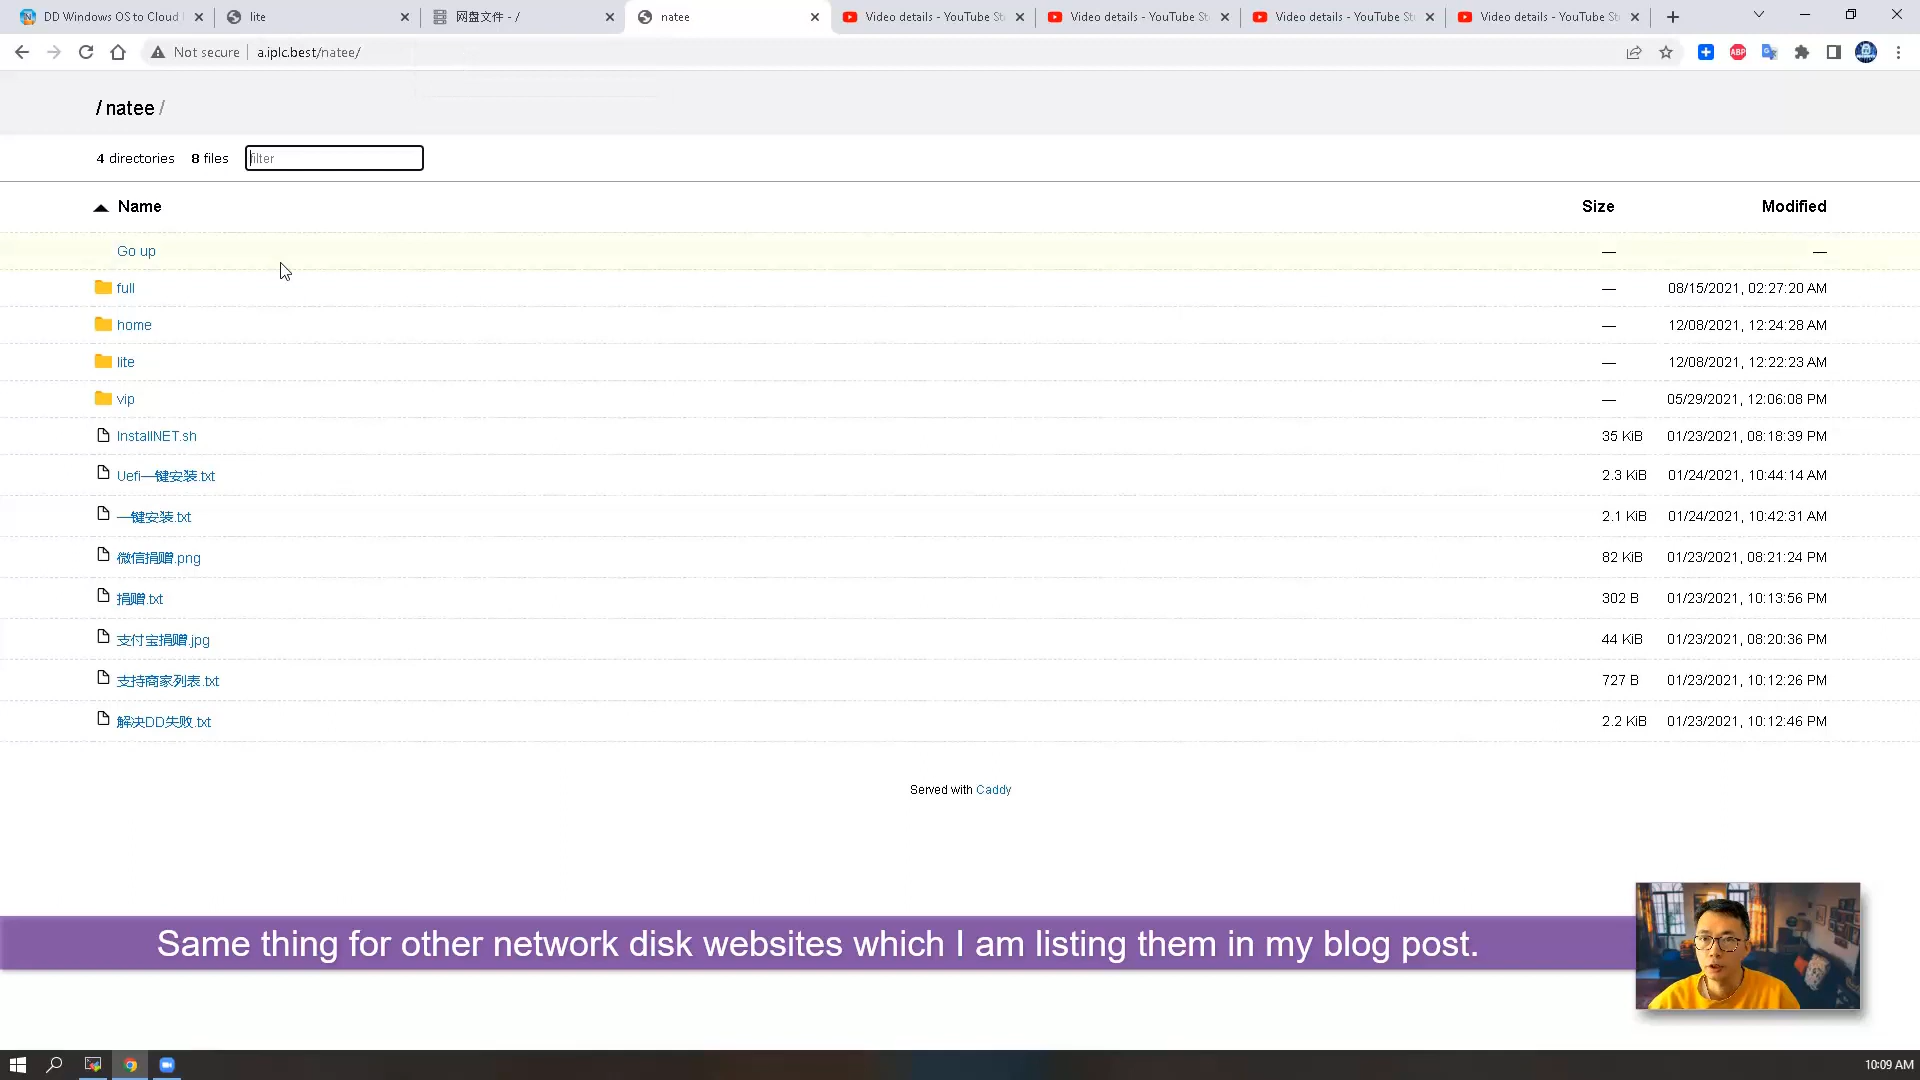 DD Windows OS to Cloud
lite
网盘文件 - /
natee
Video details - YouTube St
Video details - YouTube St
Video details - YouTube St
Video details - YouTube St
Not secure
a.iplc.best/natee/
ABP
/ natee /
4 directories 8 files filter
Name Size Modified
Go up — —
full — 08/15/2021, 02:27:20 AM
home — 12/08/2021, 12:24:28 AM
lite — 12/08/2021, 12:22:23 AM
vip — 05/29/2021, 12:06:08 PM
InstallNET.sh 35 KiB 01/23/2021, 08:18:39 PM
Uefi一键安装.txt 2.3 KiB 01/24/2021, 10:44:14 AM
一键安装.txt 2.1 KiB 01/24/2021, 10:42:31 AM
微信捐赠.png 82 KiB 01/23/2021, 08:21:24 PM
捐赠.txt 302 B 01/23/2021, 10:13:56 PM
支付宝捐赠.jpg 44 KiB 01/23/2021, 08:20:36 PM
支持商家列表.txt 727 B 01/23/2021, 10:12:26 PM
解决DD失败.txt 2.2 KiB 01/23/2021, 10:12:46 PM
Served with Caddy
Same thing for other network disk websites which I am listing them in my blog post.
10:09 AM